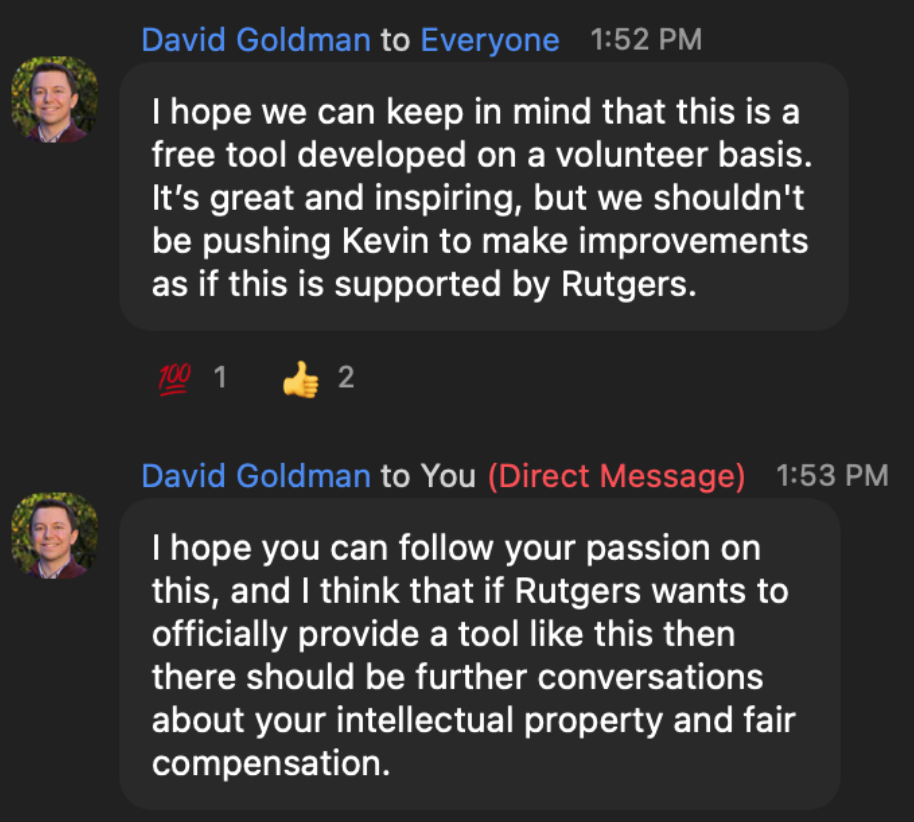 David Goldman to Everyone 1:52 PM
I hope we can keep in mind that this is a
free tool developed on a volunteer basis.
It’s great and inspiring, but we shouldn't
be pushing Kevin to make improvements
as if this is supported by Rutgers.
💯 1 👍 2
David Goldman to You (Direct Message) 1:53 PM
I hope you can follow your passion on
this, and I think that if Rutgers wants to
officially provide a tool like this then
there should be further conversations
about your intellectual property and fair
compensation.